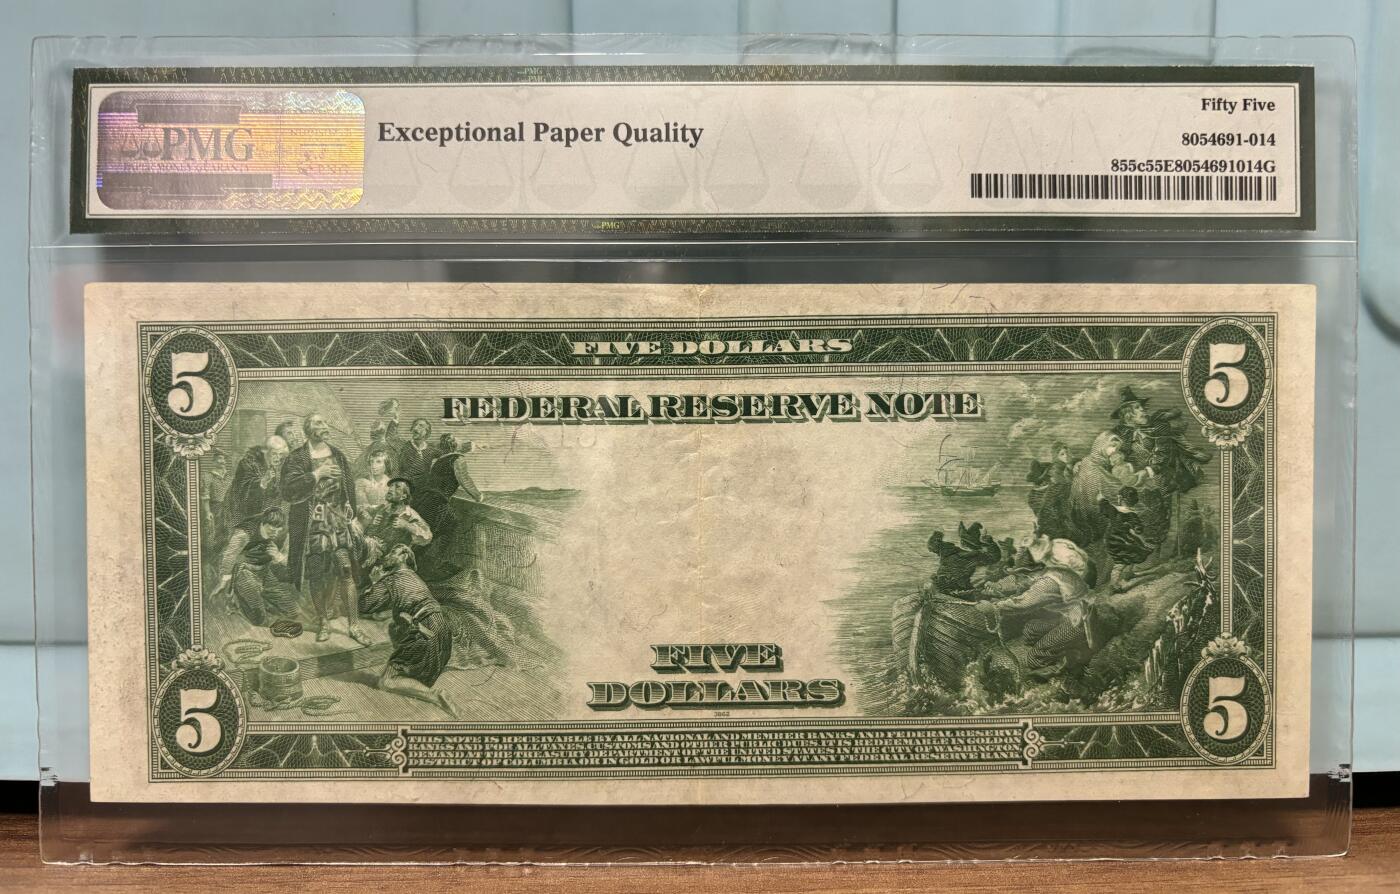 PMG
Exceptional Paper Quality
Fifty Five
8054691-014
855c55E8054691014G
PMG
5
FIVE DOLLARS
5
FEDERAL RESERVE NOTE
FIVE
DOLLARS
3862
5
5
THIS NOTE IS RECEIVABLE BY ALL NATIONAL AND MEMBER BANKS AND FEDERAL RESERVE
BANKS AND FOR ALL TAXES, CUSTOMS AND OTHER PUBLIC DUES. IT IS REDEEMABLE IN GOLD ON
DEMAND AT THE TREASURY DEPARTMENT OF THE UNITED STATES IN THE CITY OF WASHINGTON,
DISTRICT OF COLUMBIA OR IN GOLD OR LAWFUL MONEY AT ANY FEDERAL RESERVE BANK.